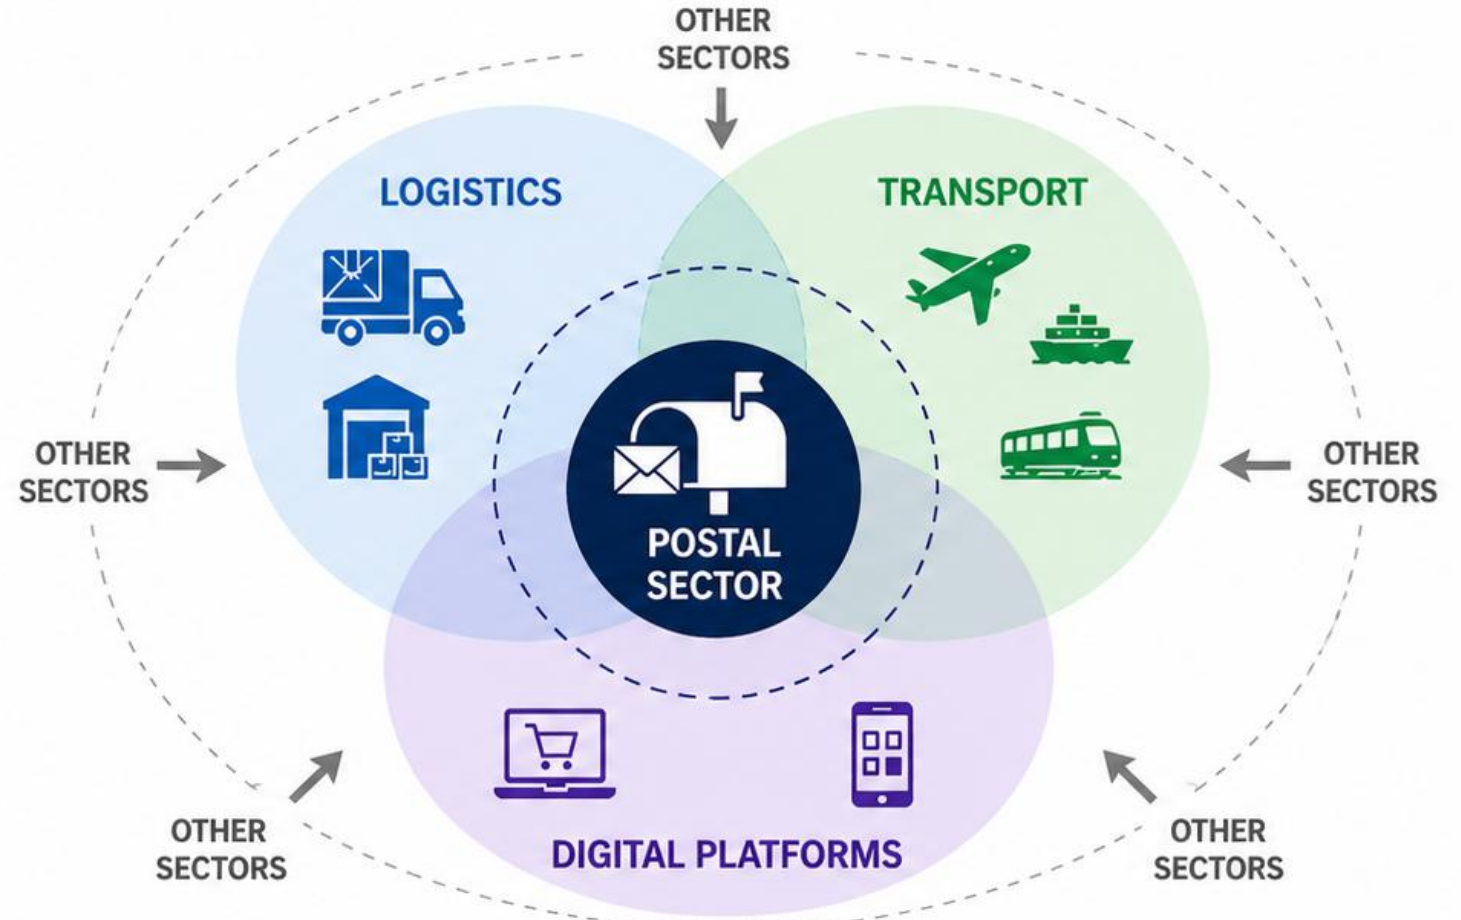 OTHER
SECTORS
LOGISTICS
TRANSPORT
OTHER
SECTORS
OTHER
SECTORS
POSTAL
SECTOR
OTHER
SECTORS
DIGITAL PLATFORMS
OTHER
SECTORS